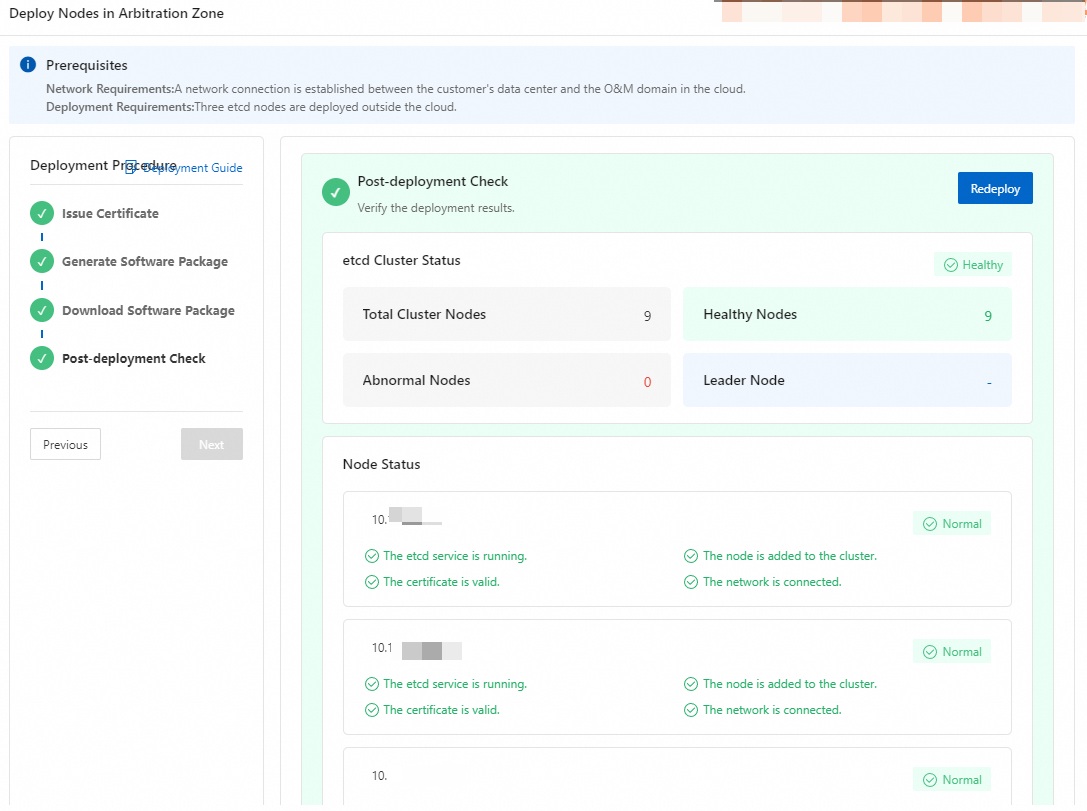 Deploy Nodes in Arbitration Zone
Prerequisites
Network Requirements:A network connection is established between the customer's data center and the O&M domain in the cloud.
Deployment Requirements:Three etcd nodes are deployed outside the cloud.
Deployment Procedure
Deployment Guide
Issue Certificate
Generate Software Package
Download Software Package
Post-deployment Check
Previous
Next
Post-deployment Check
Verify the deployment results.
Redeploy
etcd Cluster Status
Healthy
Total Cluster Nodes 9
Healthy Nodes 9
Abnormal Nodes 0
Leader Node -
Node Status
10.
Normal
The etcd service is running.
The node is added to the cluster.
The certificate is valid.
The network is connected.
10.1
Normal
The etcd service is running.
The node is added to the cluster.
The certificate is valid.
The network is connected.
10.
Normal